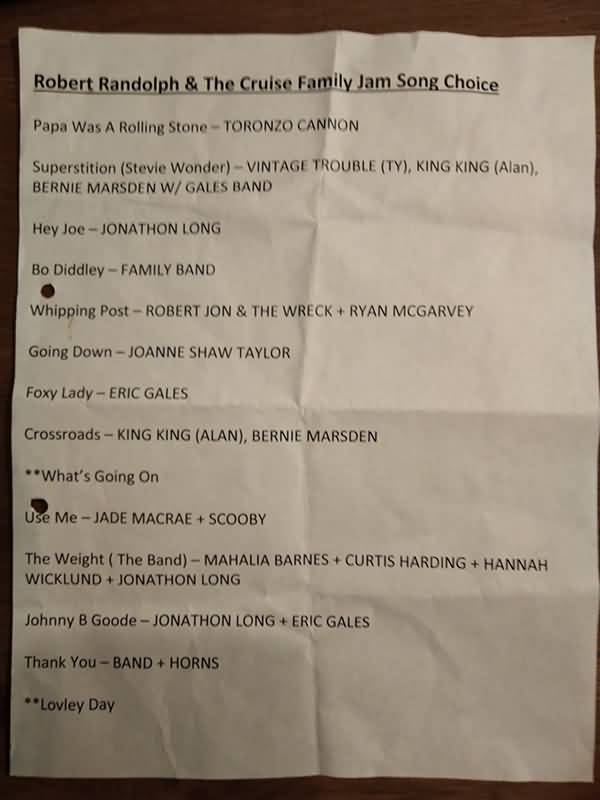 Robert Randolph & The Cruise Family Jam Song Choice
Papa Was A Rolling Stone – TORONZO CANNON
Superstition (Stevie Wonder) – VINTAGE TROUBLE (TY), KING KING (Alan),
BERNIE MARSDEN W/ GALES BAND
Hey Joe – JONATHON LONG
Bo Diddley – FAMILY BAND
Whipping Post – ROBERT JON & THE WRECK + RYAN MCGARVEY
Going Down – JOANNE SHAW TAYLOR
Foxy Lady – ERIC GALES
Crossroads – KING KING (ALAN), BERNIE MARSDEN
**What's Going On
Use Me – JADE MACRAE + SCOOBY
The Weight ( The Band) – MAHALIA BARNES + CURTIS HARDING + HANNAH
WICKLUND + JONATHON LONG
Johnny B Goode – JONATHON LONG + ERIC GALES
Thank You – BAND + HORNS
**Lovley Day